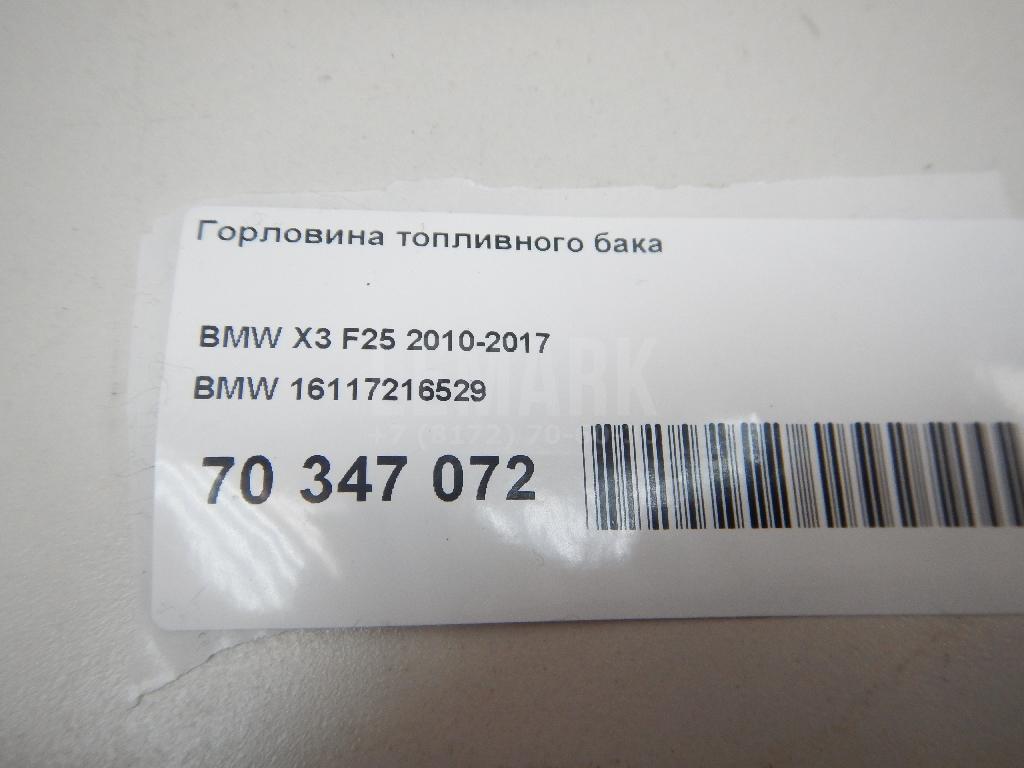 Горловина топливного бака
BMW X3 F25 2010-2017
BMW 16117216529
70 347 072